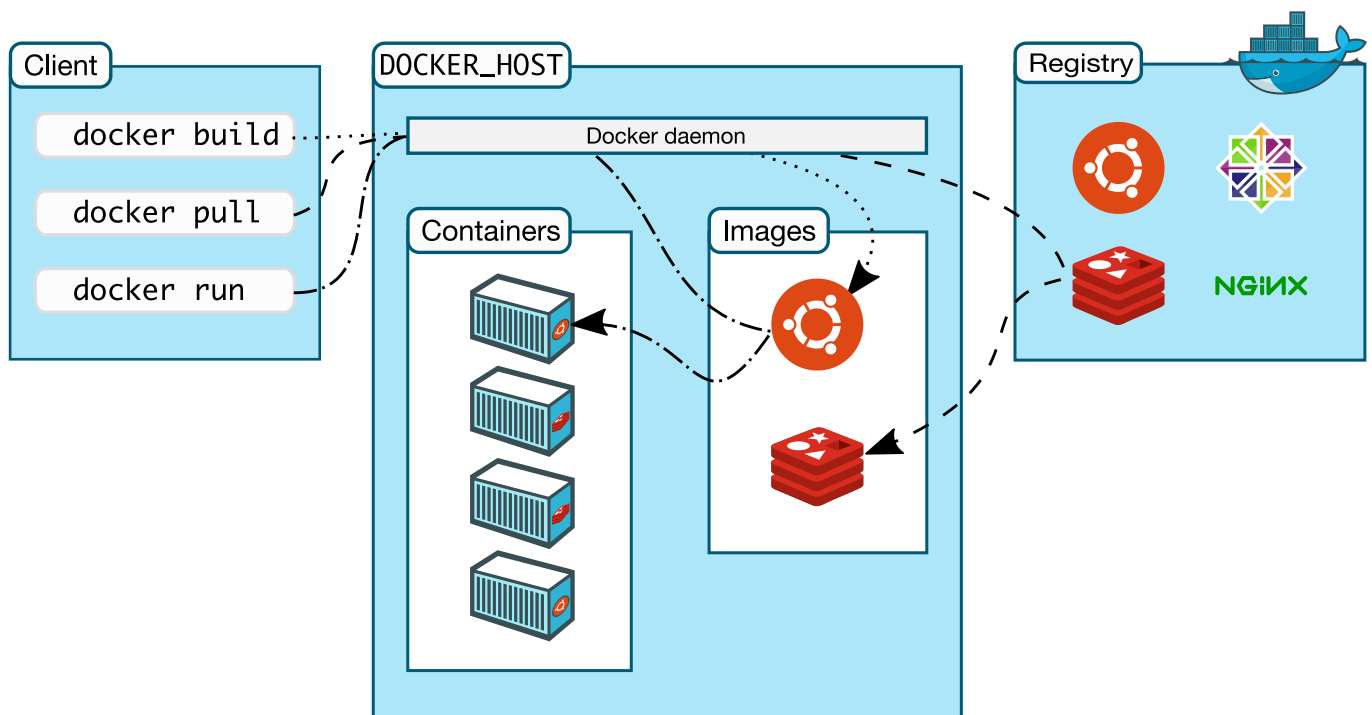 Client
docker build
docker pull
docker run
DOCKER_HOST
Docker daemon
Containers
Images
Registry
NGiNX